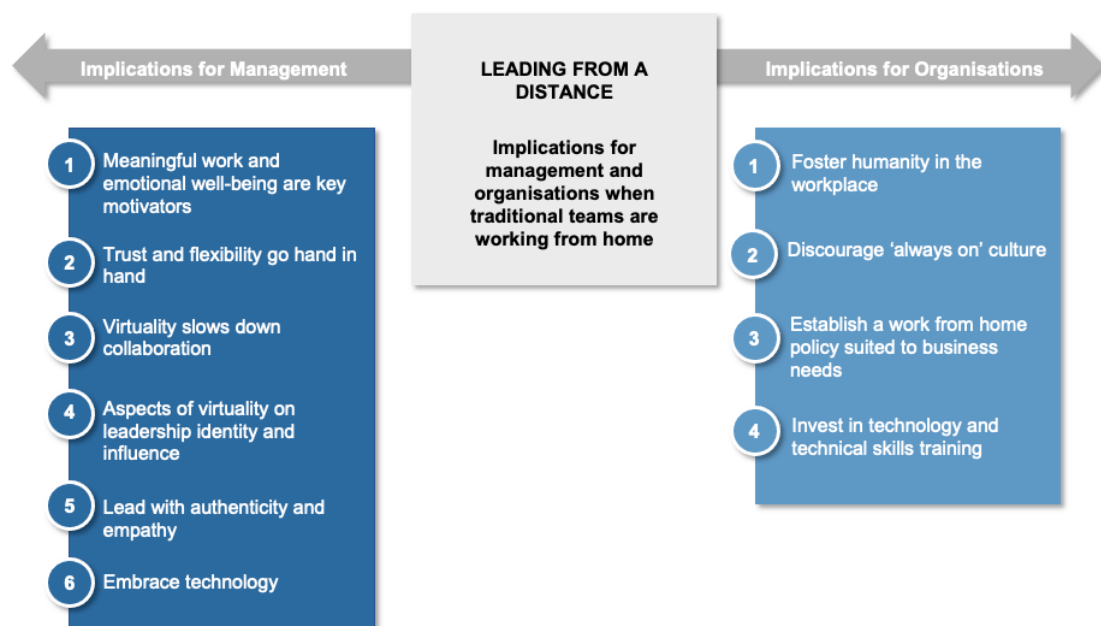 Implications for Management
LEADING FROM A
DISTANCE
Implications for
management and
organisations when
traditional teams are
working from home
Implications for Organisations
1
Meaningful work and
emotional well-being are key
motivators
2
Trust and flexibility go hand in
hand
3
Virtuality slows down
collaboration
4
Aspects of virtuality on
leadership identity and
influence
5
Lead with authenticity and
empathy
6
Embrace technology
1
Foster humanity in the
workplace
2
Discourage ‘always on’ culture
3
Establish a work from home
policy suited to business
needs
4
Invest in technology and
technical skills training